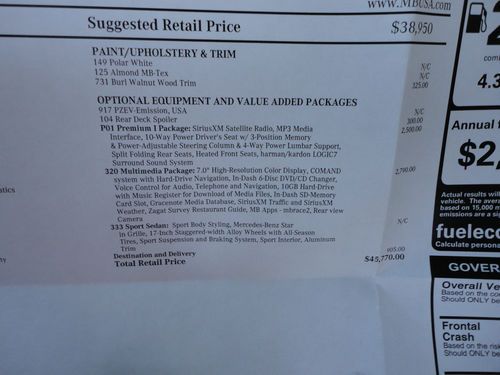 www.MBUSA.com
Suggested Retail Price $38,950
PAINT/UPHOLSTERY & TRIM
149 Polar White N/C
125 Almond MB-Tex N/C
731 Burl Walnut Wood Trim 325.00
OPTIONAL EQUIPMENT AND VALUE ADDED PACKAGES
917 PZEV-Emission, USA N/C
104 Rear Deck Spoiler 300.00
P01 Premium I Package: SiriusXM Satellite Radio, MP3 Media 2,500.00
Interface, 10-Way Power Driver's Seat w/ 3-Position Memory
& Power-Adjustable Steering Column & 4-Way Power Lumbar Support,
Split Folding Rear Seats, Heated Front Seats, harman/kardon LOGIC7
Surround Sound System
320 Multimedia Package: 7.0" High-Resolution Color Display, COMAND 2,790.00
system with Hard-Drive Navigation, In-Dash 6-Disc DVD/CD Changer,
Voice Control for Audio, Telephone and Navigation, 10GB Hard-Drive
with Music Register for Download of Media Files, In-Dash SD-Memory
Card Slot, Gracenote Media Database, SiriusXM Traffic and SiriusXM
Weather, Zagat Survey Restaurant Guide, MB Apps - mbrace2, Rear view
Camera
333 Sport Sedan: Sport Body Styling, Mercedes-Benz Star N/C
in Grille, 17-Inch Staggered-width Alloy Wheels with All-Season
Tires, Sport Suspension and Braking System, Sport Interior, Aluminum
Trim
Destination and Delivery 905.00
Total Retail Price $45,770.00
atics
ty
4.3
Annual f
$2,
Actual results wil
vehicle. The avera
based on 15,000 m
emissions are a si
fueleco
Calculate personal
GOVER
Overall Ve
Based on the co
Should ONLY be
Frontal
Crash
Based on the risk
Should ONLY be